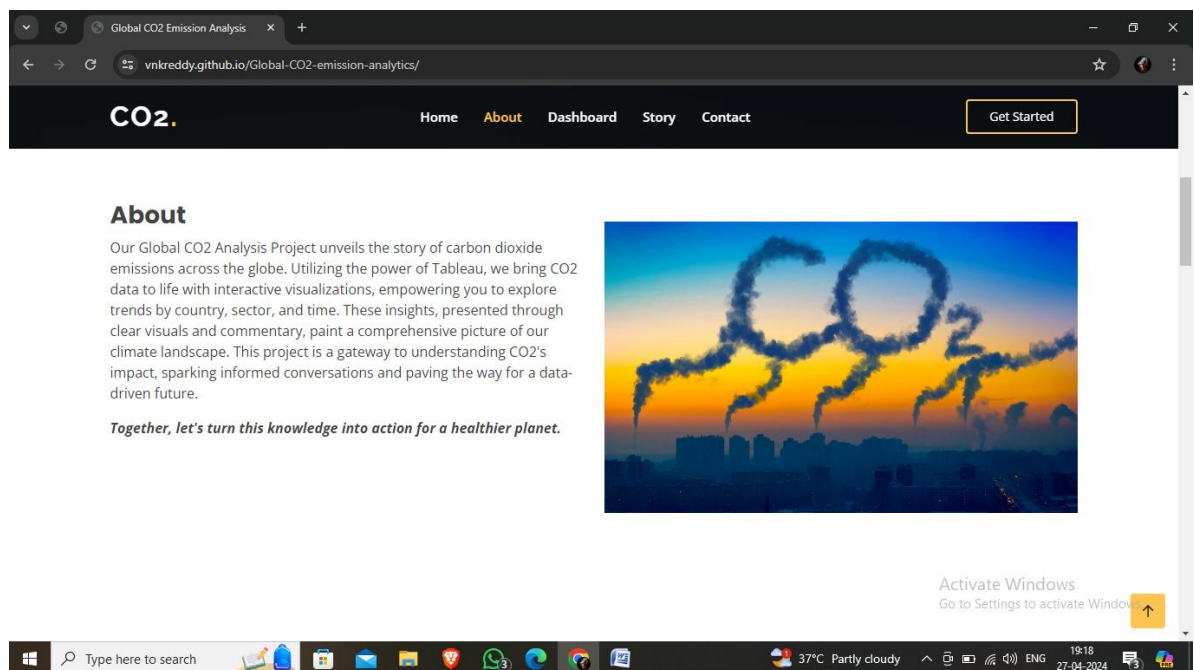 Global CO2 Emission Analysis
vnkreddy.github.io/Global-CO2-emission-analytics/
CO2.
Home About Dashboard Story Contact
Get Started
About
Our Global CO2 Analysis Project unveils the story of carbon dioxide
emissions across the globe. Utilizing the power of Tableau, we bring CO2
data to life with interactive visualizations, empowering you to explore
trends by country, sector, and time. These insights, presented through
clear visuals and commentary, paint a comprehensive picture of our
climate landscape. This project is a gateway to understanding CO2's
impact, sparking informed conversations and paving the way for a data-
driven future.
Together, let's turn this knowledge into action for a healthier planet.
CO2
Activate Windows
Go to Settings to activate Windows.
Type here to search
3
37°C Partly cloudy
ENG
19:18
27-04-2024
3